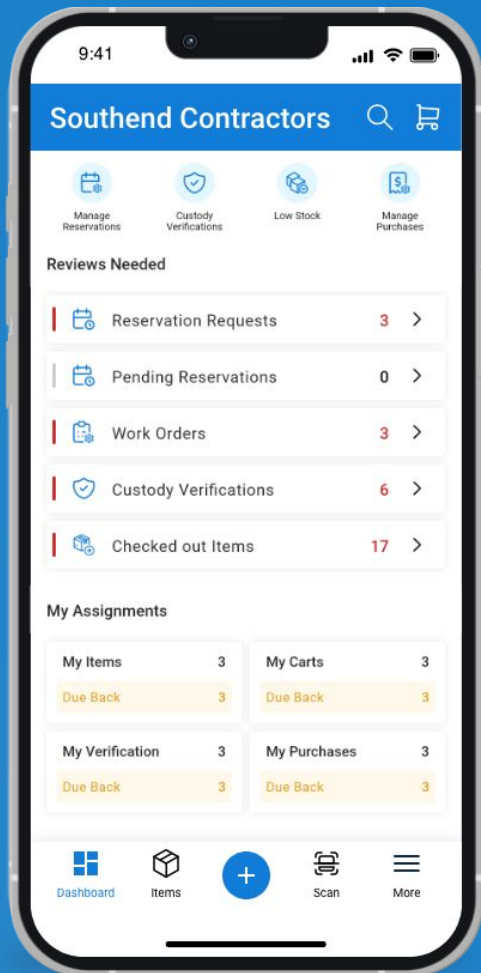 9:41
Southend Contractors
Manage
Reservations
Custody
Verifications
Low Stock
Manage
Purchases
Reviews Needed
Reservation Requests 3
Pending Reservations 0
Work Orders 3
Custody Verifications 6
Checked out Items 17
My Assignments
My Items 3
Due Back 3
My Carts 3
Due Back 3
My Verification 3
Due Back 3
My Purchases 3
Due Back 3
Dashboard
Items
Scan
More